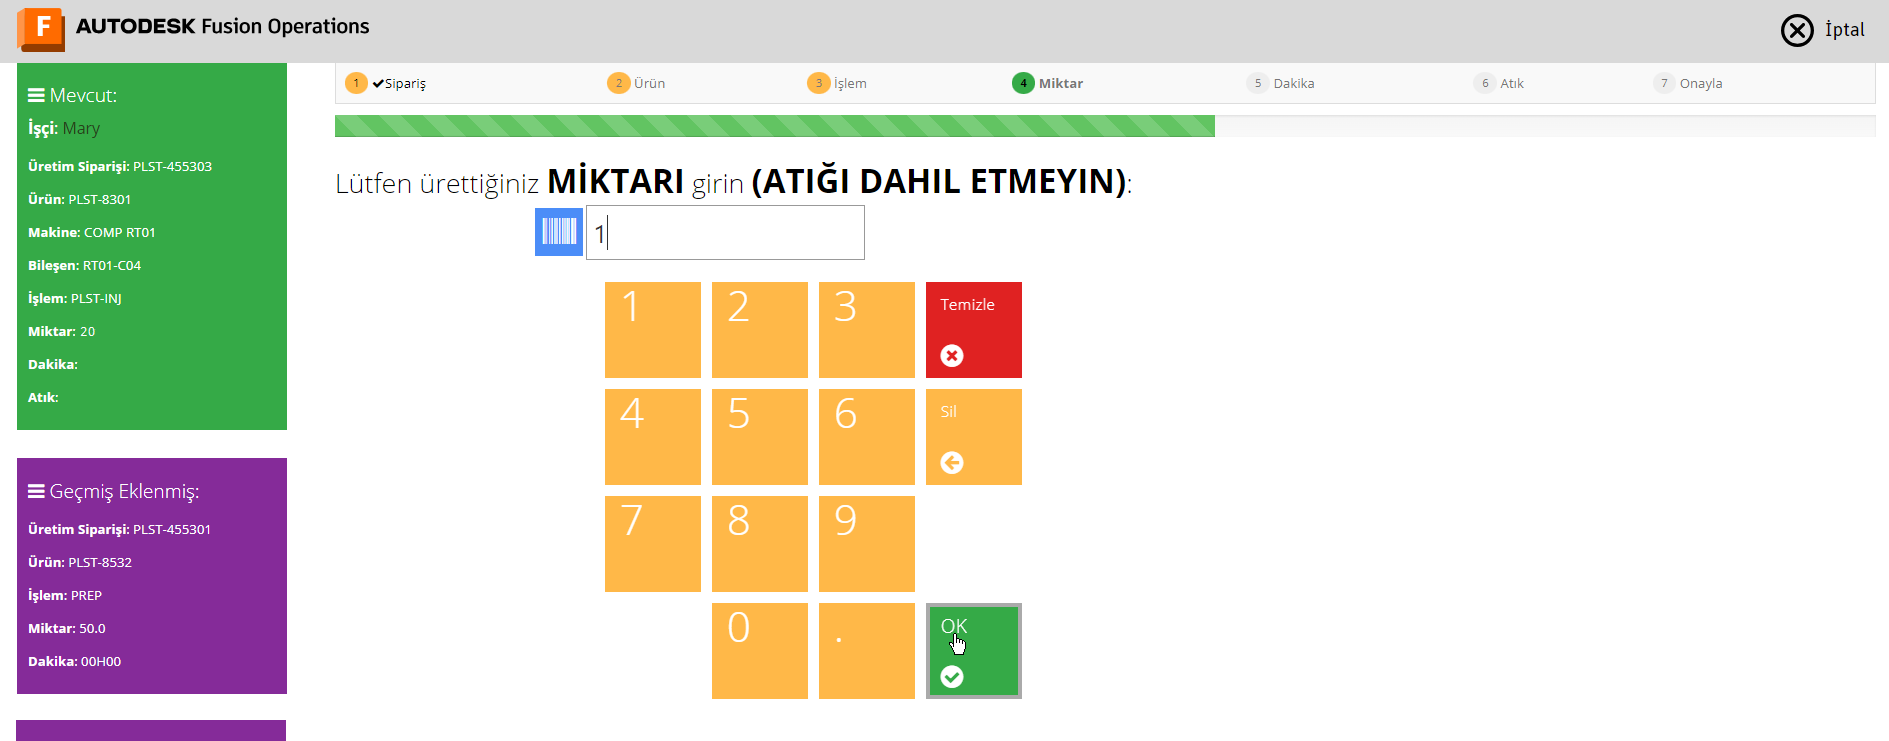 F AUTODESK Fusion Operations
İptal
Mevcut:
İşçi: Mary
Üretim Siparişi: PLST-455303
Ürün: PLST-8301
Makine: COMP RT01
Bileşen: RT01-C04
İşlem: PLST-INJ
Miktar: 20
Dakika:
Atık:
Geçmiş Eklenmiş:
Üretim Siparişi: PLST-455301
Ürün: PLST-8532
İşlem: PREP
Miktar: 50.0
Dakika: 00H00
1 Sipariş 2 Ürün 3 İşlem 4 Miktar 5 Dakika 6 Atık 7 Onayla
Lütfen ürettiğiniz MİKTARI girin (ATIĞI DAHIL ETMEYIN):
1
1 2 3 Temizle
4 5 6 Sil
7 8 9
0 . OK